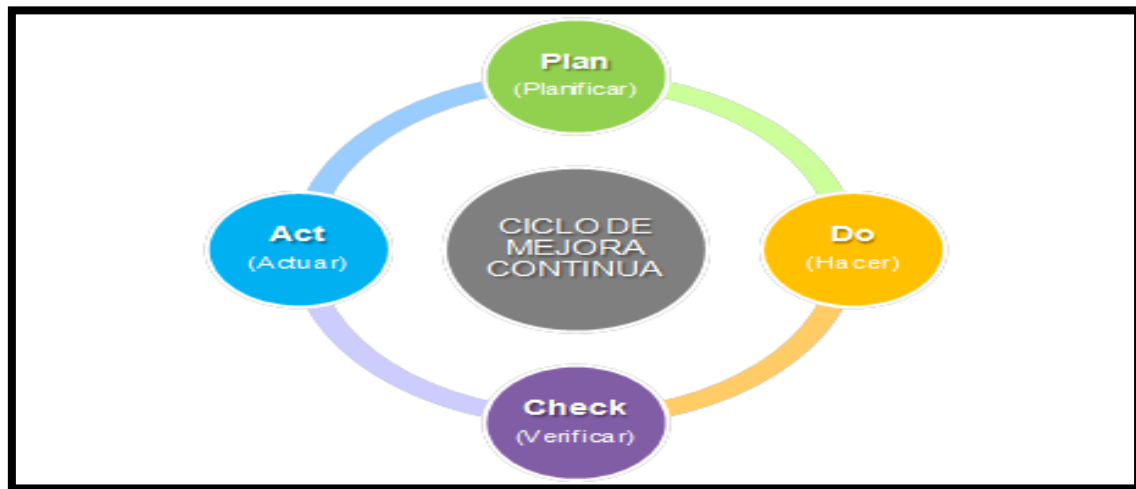 Plan
(Planificar)
Do
(Hacer)
Check
(Verificar)
Act
(Actuar)
CICLO DE
MEJORA
CONTINUA